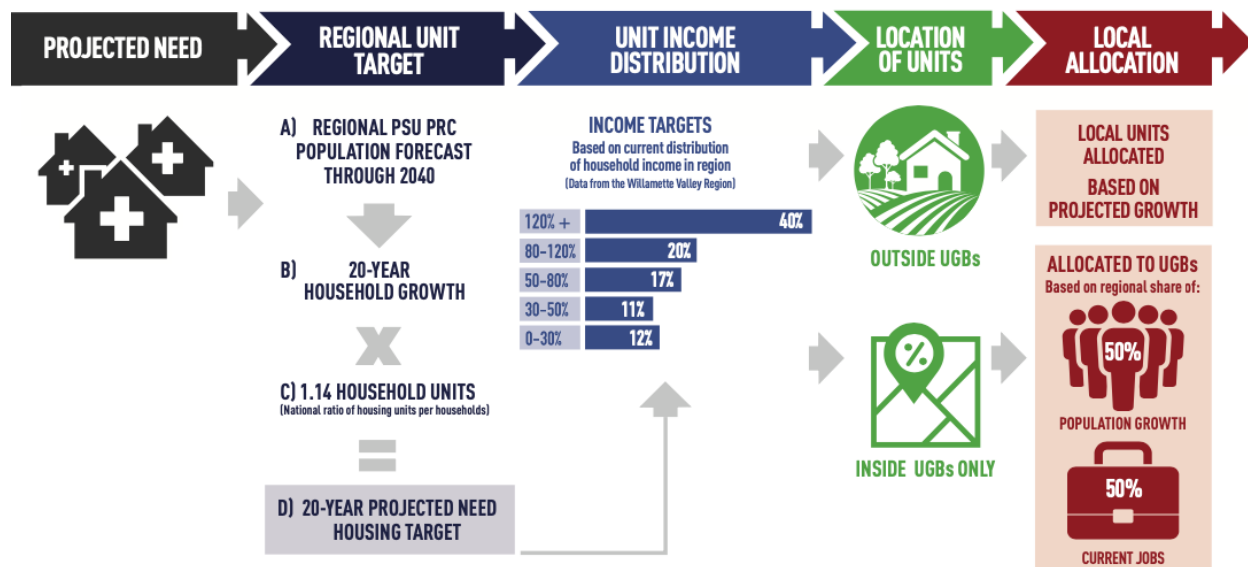 PROJECTED NEED
REGIONAL UNIT
TARGET
UNIT INCOME
DISTRIBUTION
LOCATION
OF UNITS
LOCAL
ALLOCATION
A) REGIONAL PSU PRC
POPULATION FORECAST
THROUGH 2040
B) 20-YEAR
HOUSEHOLD GROWTH
X
C) 1.14 HOUSEHOLD UNITS
(National ratio of housing units per households)
=
D) 20-YEAR PROJECTED NEED
HOUSING TARGET
INCOME TARGETS
Based on current distribution
of household income in region
(Data from the Willamette Valley Region)
120% + 40%
80-120% 20%
50-80% 17%
30-50% 11%
0-30% 12%
OUTSIDE UGBs
%
INSIDE UGBs ONLY
LOCAL UNITS
ALLOCATED
BASED ON
PROJECTED GROWTH
ALLOCATED TO UGBs
Based on regional share of:
50%
POPULATION GROWTH
50%
CURRENT JOBS